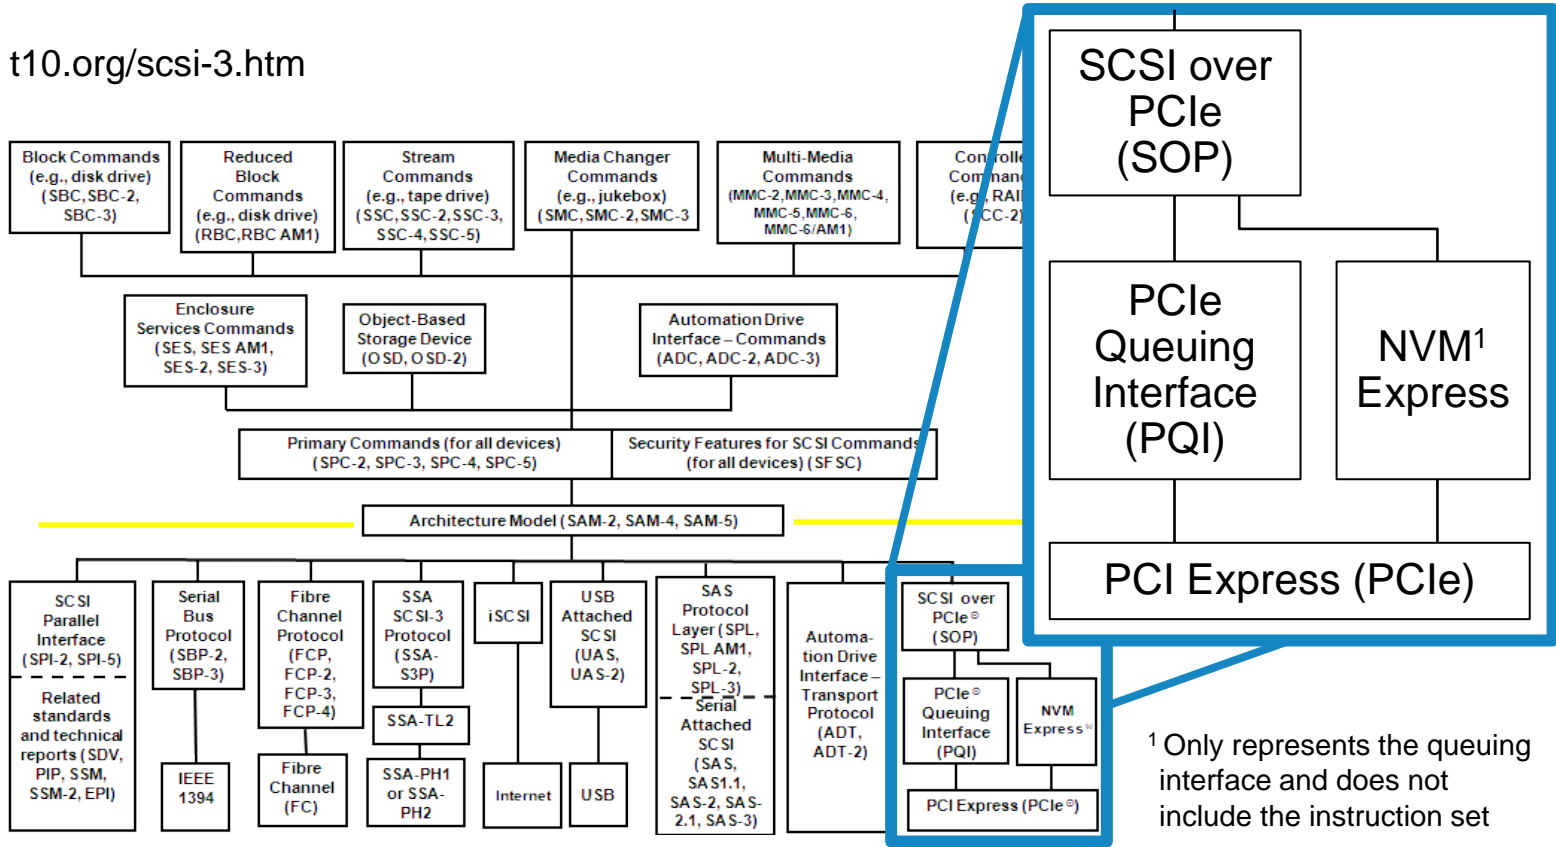 t10.org/scsi-3.htm
Block Commands
(e.g., disk drive)
(SBC, SBC-2,
SBC-3)
Reduced
Block
Commands
(e.g., disk drive)
(RBC, RBC AM1)
Stream
Commands
(e.g., tape drive)
(SSC, SSC-2, SSC-3,
SSC-4, SSC-5)
Media Changer
Commands
(e.g., jukebox)
(SMC, SMC-2, SMC-3
Multi-Media
Commands
(MMC-2, MMC-3, MMC-4,
MMC-5, MMC-6,
MMC-6/AM1)
Controlle
Comman
(e.g., RAI
(SCC-2)
Enclosure
Services Commands
(SES, SES AM1,
SES-2, SES-3)
Object-Based
Storage Device
(OSD, OSD-2)
Automation Drive
Interface – Commands
(ADC, ADC-2, ADC-3)
Primary Commands (for all devices)
(SPC-2, SPC-3, SPC-4, SPC-5)
Security Features for SCSI Commands
(for all devices) (SFSC)
Architecture Model (SAM-2, SAM-4, SAM-5)
SCSI
Parallel
Interface
(SPI-2, SPI-5)
Related
standards
and technical
reports (SDV,
PIP, SSM,
SSM-2, EPI)
Serial
Bus
Protocol
(SBP-2,
SBP-3)
IEEE
1394
Fibre
Channel
Protocol
(FCP,
FCP-2,
FCP-3,
FCP-4)
Fibre
Channel
(FC)
SSA
SCSI-3
Protocol
(SSA-
S3P)
SSA-TL2
SSA-PH1
or SSA-
PH2
iSCSI
Internet
USB
Attached
SCSI
(UAS,
UAS-2)
USB
SAS
Protocol
Layer (SPL,
SPL AM1,
SPL-2,
SPL-3)
Serial
Attached
SCSI
(SAS,
SAS1.1,
SAS-2, SAS-
2.1, SAS-3)
Automa-
tion Drive
Interface –
Transport
Protocol
(ADT,
ADT-2)
SCSI over
PCIe®
(SOP)
PCIe®
Queuing
Interface
(PQI)
NVM
Express
PCI Express (PCIe®)
SCSI over
PCIe
(SOP)
PCIe
Queuing
Interface
(PQI)
NVM¹
Express
PCI Express (PCIe)
¹ Only represents the queuing
interface and does not
include the instruction set